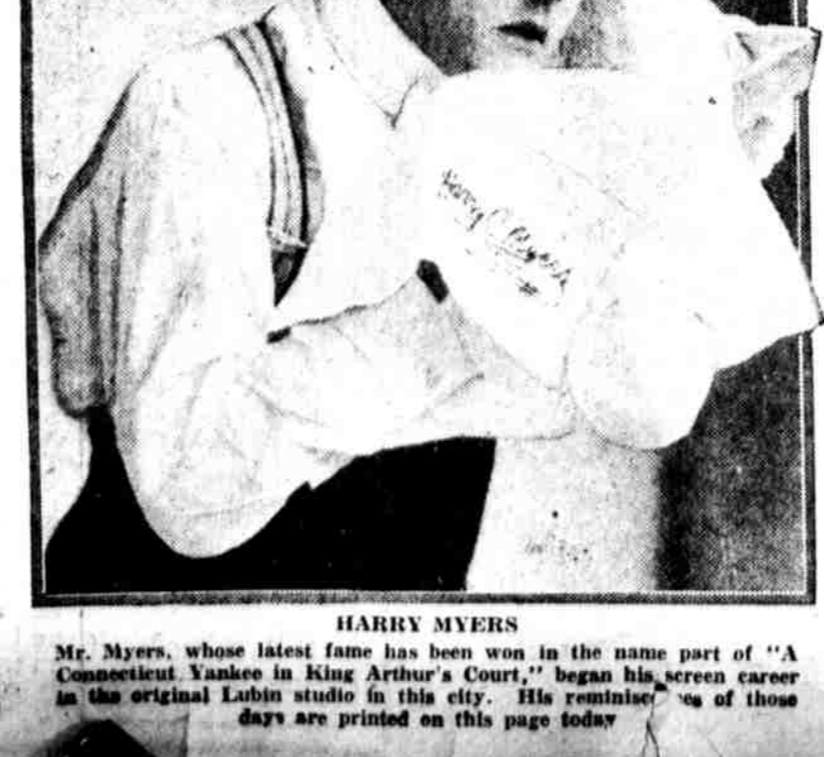 Harry C. Myers
HARRY MYERS
Mr. Myers, whose latest fame has been won in the name part of "A
Connecticut Yankee in King Arthur's Court," began his screen career
in the original Lubin studio in this city. His of those
days are printed on this page today